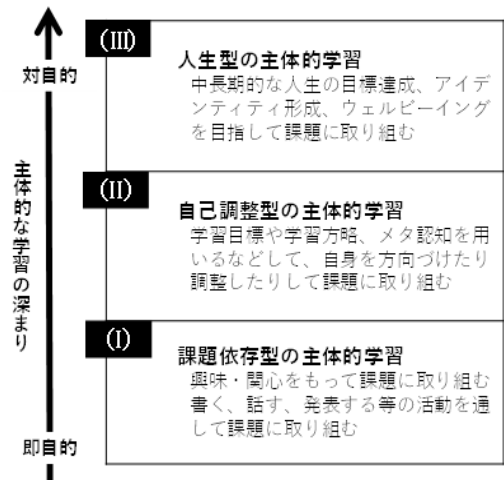 対自的
主体的な学習の深まり
即自的
(III)
人生型の主体的学習
中長期的な人生の目標達成、アイデ
ンティティ形成、ウェルビーイング
を目指して課題に取り組む
(II)
自己調整型の主体的学習
学習目標や学習方略、メタ認知を用
いるなどして、自身を方向づけたり
調整したりして課題に取り組む
(I)
課題依存型の主体的学習
興味・関心をもって課題に取り組む
書く、話す、発表する等の活動を通
して課題に取り組む